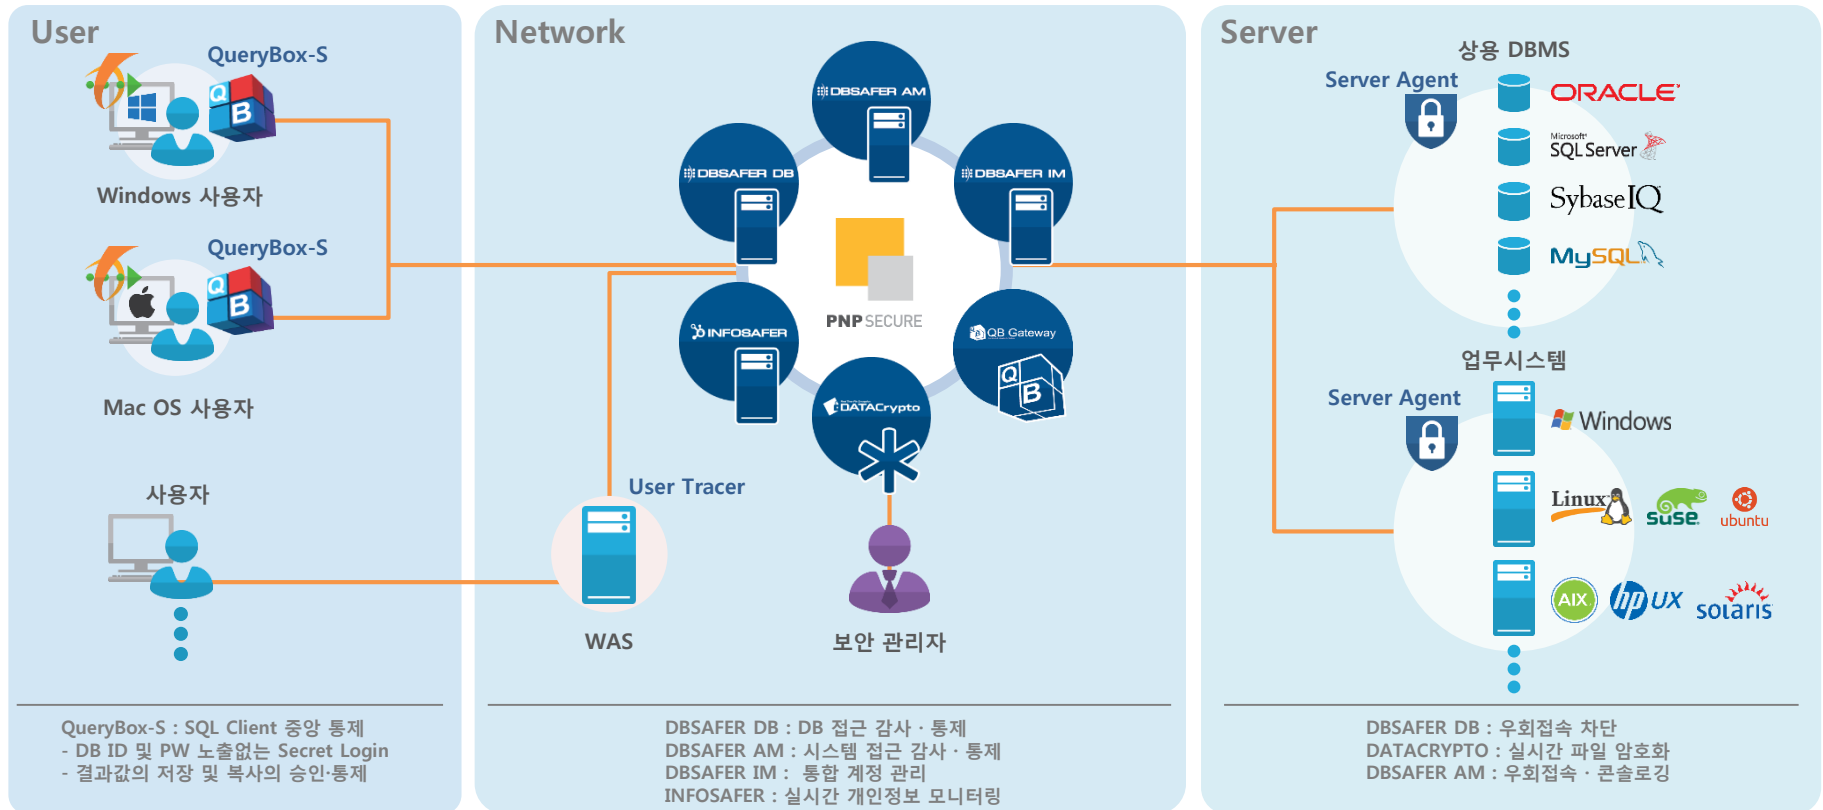 User
QueryBox-S
Windows 사용자
QueryBox-S
Mac OS 사용자
사용자
QueryBox-S : SQL Client 중앙 통제
- DB ID 및 PW 노출없는 Secret Login
- 결과값의 저장 및 복사의 승인·통제
Network
DBSAFER AM
DBSAFER DB
DBSAFER IM
PNP SECURE
INFOSAFER
QB Gateway
Q B
DATACrypto
User Tracer
WAS
보안 관리자
DBSAFER DB : DB 접근 감사 · 통제
DBSAFER AM : 시스템 접근 감사 · 통제
DBSAFER IM : 통합 계정 관리
INFOSAFER : 실시간 개인정보 모니터링
Server
상용 DBMS
Server Agent
ORACLE
Microsoft
SQL Server
Sybase IQ
MySQL
업무시스템
Server Agent
Windows
Linux
SUSE
ubuntu
AIX
hp UX
solaris
DBSAFER DB : 우회접속 차단
DATACRYPTO : 실시간 파일 암호화
DBSAFER AM : 우회접속 · 콘솔로깅